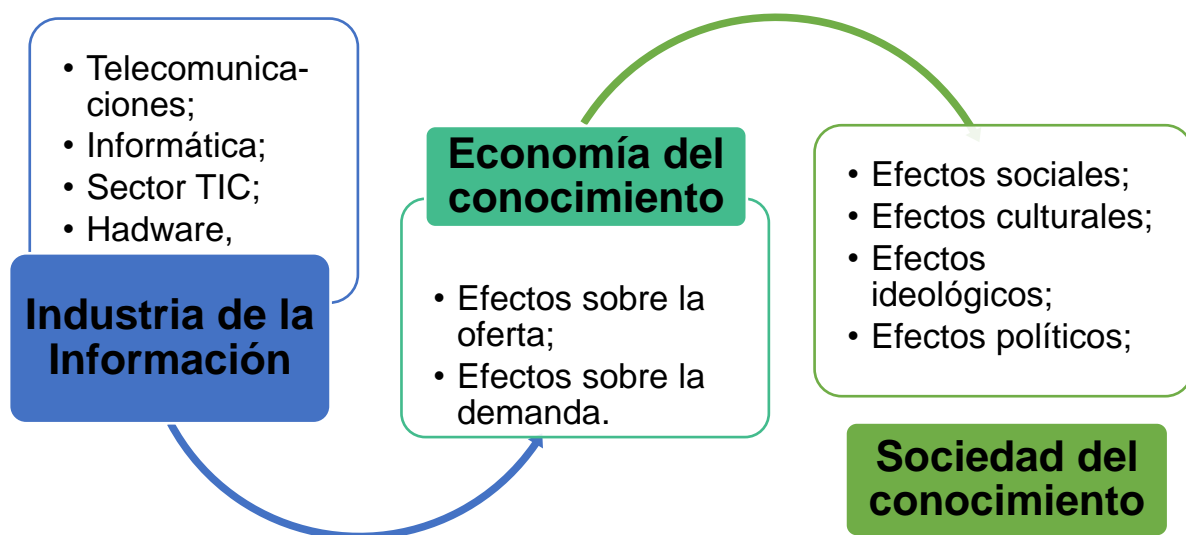 • Telecomunica-
ciones;
• Informática;
• Sector TIC;
• Hadware,
Industria de la
Información
Economía del
conocimiento
• Efectos sobre la
oferta;
• Efectos sobre la
demanda.
• Efectos sociales;
• Efectos culturales;
• Efectos
ideológicos;
• Efectos políticos;
Sociedad del
conocimiento